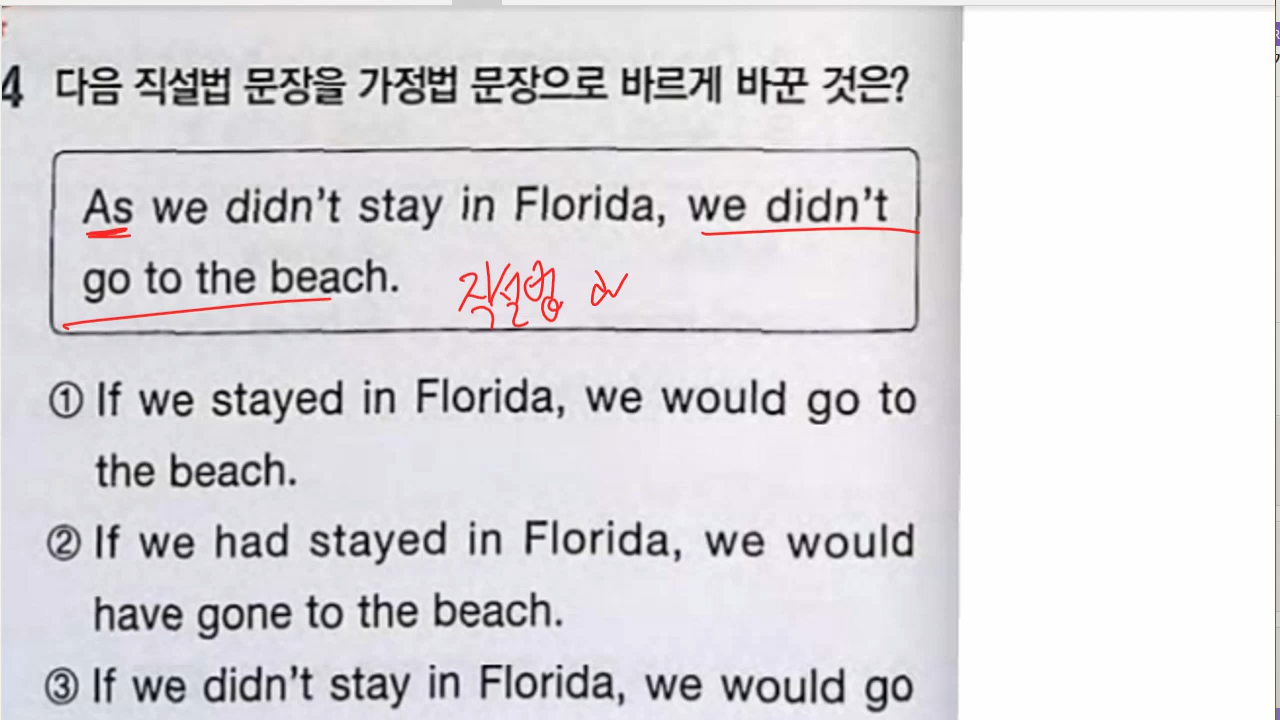 4 다음 직설법 문장을 가정법 문장으로 바르게 바꾼 것은?
As we didn't stay in Florida, we didn't
go to the beach.
직설법
① If we stayed in Florida, we would go to
the beach.
② If we had stayed in Florida, we would
have gone to the beach.
③ If we didn't stay in Florida, we would go